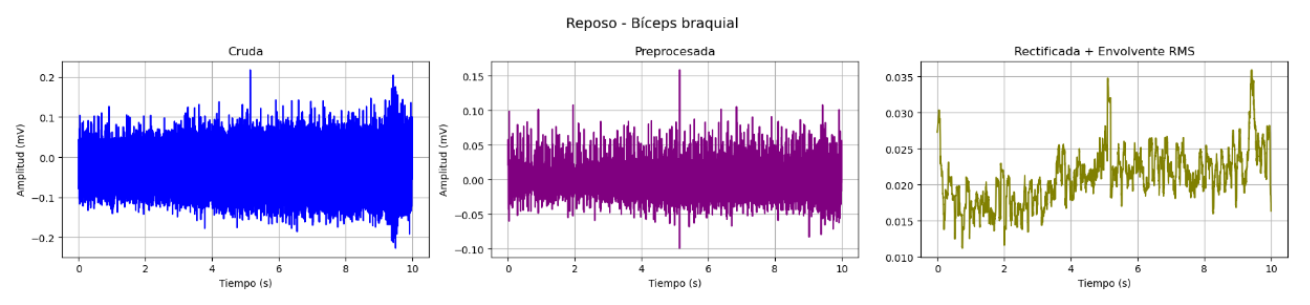 Reposo - Bíceps braquial
Cruda
Amplitud (mV)
0.2
0.1
0.0
−0.1
−0.2
0 2 4 6 8 10
Tiempo (s)
Preprocesada
Amplitud (mV)
0.15
0.10
0.05
0.00
−0.05
−0.10
0 2 4 6 8 10
Tiempo (s)
Rectificada + Envolvente RMS
0.035
0.030
0.025
0.020
0.015
0.010
0 2 4 6 8 10
Tiempo (s)